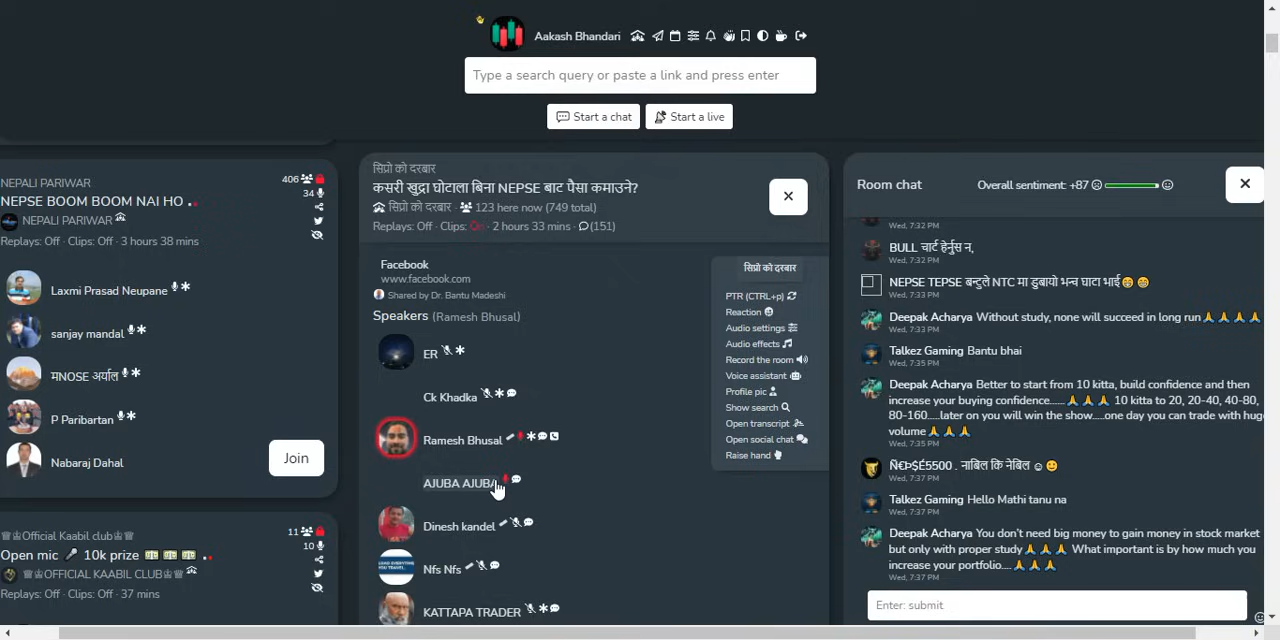 Aakash Bhandari
Type a search query or paste a link and press enter
Start a chat
Start a live
NEPALI PARIWAR
406
NEPSE BOOM BOOM NAI HO
34
NEPALI PARIWAR
Replays: Off · Clips: Off · 3 hours 38 mins
Laxmi Prasad Neupane
sanjay mandal
मNOSE अर्याल
P Paribartan
Nabaraj Dahal
Join
♕♔Official Kaabil club♔♕
11
Open mic 🎤 10k prize
10
♕♔OFFICIAL KAABIL CLUB♔♕
Replays: Off · Clips: Off · 37 mins
सिप्रो को दरबार
कसरी खुद्रा घोटाला बिना NEPSE बाट पैसा कमाउने?
सिप्रो को दरबार · 123 here now (749 total)
Replays: Off · Clips: On · 2 hours 33 mins · (151)
Facebook
www.facebook.com
Shared by Dr. Bantu Madeshi
Speakers (Ramesh Bhusal)
ER
Ck Khadka
Ramesh Bhusal
AJUBA AJUBA
Dinesh kandel
Nfs Nfs
KATTAPA TRADER
सिप्रो को दरबार
PTR (CTRL+p)
Reaction
Audio settings
Audio effects
Record the room
Voice assistant
Profile pic
Show search
Open transcript
Open social chat
Raise hand
Room chat
Overall sentiment: +87
Wed, 7:32 PM
BULL चार्ट हेर्नुस न,
Wed, 7:32 PM
NEPSE TEPSE बन्टुले NTC मा डुबायो भन्च घाटा भाई😁😁
Wed, 7:33 PM
Deepak Acharya Without study, none will succeed in long run🙏🙏🙏🙏
Wed, 7:33 PM
Talkez Gaming Bantu bhai
Wed, 7:35 PM
Deepak Acharya Better to start from 10 kitta, build confidence and then
increase your buying confidence......🙏🙏🙏 10 kitta to 20, 20-40, 40-80,
80-160.....later on you will win the show.....one day you can trade with hug
volume🙏🙏🙏
Wed, 7:35 PM
Ñ€Þ$É5500 . नाबिल कि नेबिल ☺😊
Wed, 7:37 PM
Talkez Gaming Hello Mathi tanu na
Wed, 7:37 PM
Deepak Acharya You don't need big money to gain money in stock market
but only with proper study🙏🙏🙏 What important is by how much you
increase your portfolio....🙏🙏🙏
Wed, 7:37 PM
Enter: submit